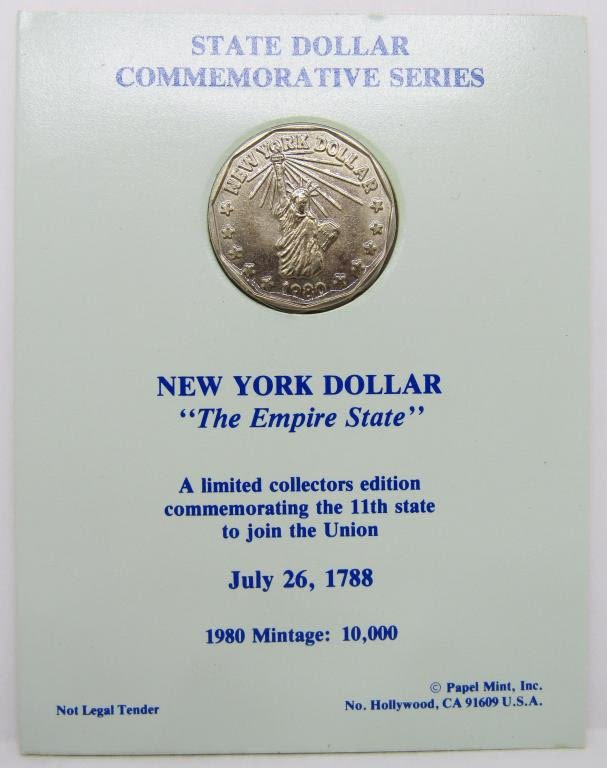 STATE DOLLAR
COMMEMORATIVE SERIES
NEW YORK DOLLAR
1980
NEW YORK DOLLAR
“The Empire State”
A limited collectors edition
commemorating the 11th state
to join the Union
July 26, 1788
1980 Mintage: 10,000
© Papel Mint, Inc.
Not Legal Tender
No. Hollywood, CA 91609 U.S.A.